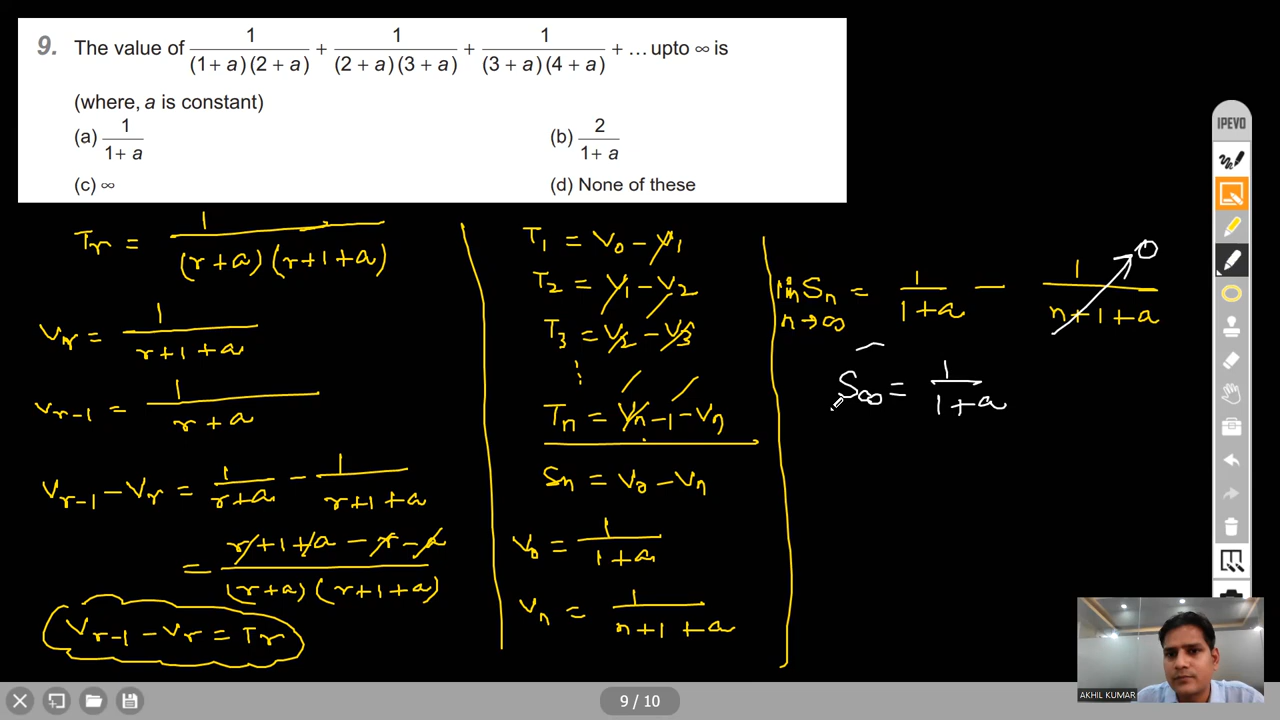 9. The value of 1/((1+a)(2+a)) + 1/((2+a)(3+a)) + 1/((3+a)(4+a)) + ... upto ∞ is
(where, a is constant)
(a) 1/(1+a) (b) 2/(1+a)
(c) ∞ (d) None of these
Tr = 1/((r+a)(r+1+a))
Vr = 1/(r+1+a)
Vr-1 = 1/(r+a)
Vr-1 - Vr = 1/(r+a) - 1/(r+1+a)
= (r+1+a-r-a)/((r+a)(r+1+a))
Vr-1 - Vr = Tr
T1 = V0 - V1
T2 = V1 - V2
T3 = V2 - V3
⋮
Tn = Vn-1 - Vn
Sn = V0 - Vn
V0 = 1/(1+a)
Vn = 1/(n+1+a)
lim n→∞ Sn = 1/(1+a) - 1/(n+1+a) 0
S∞ = 1/(1+a)
IPEVO
AKHIL KUMAR
9 / 10